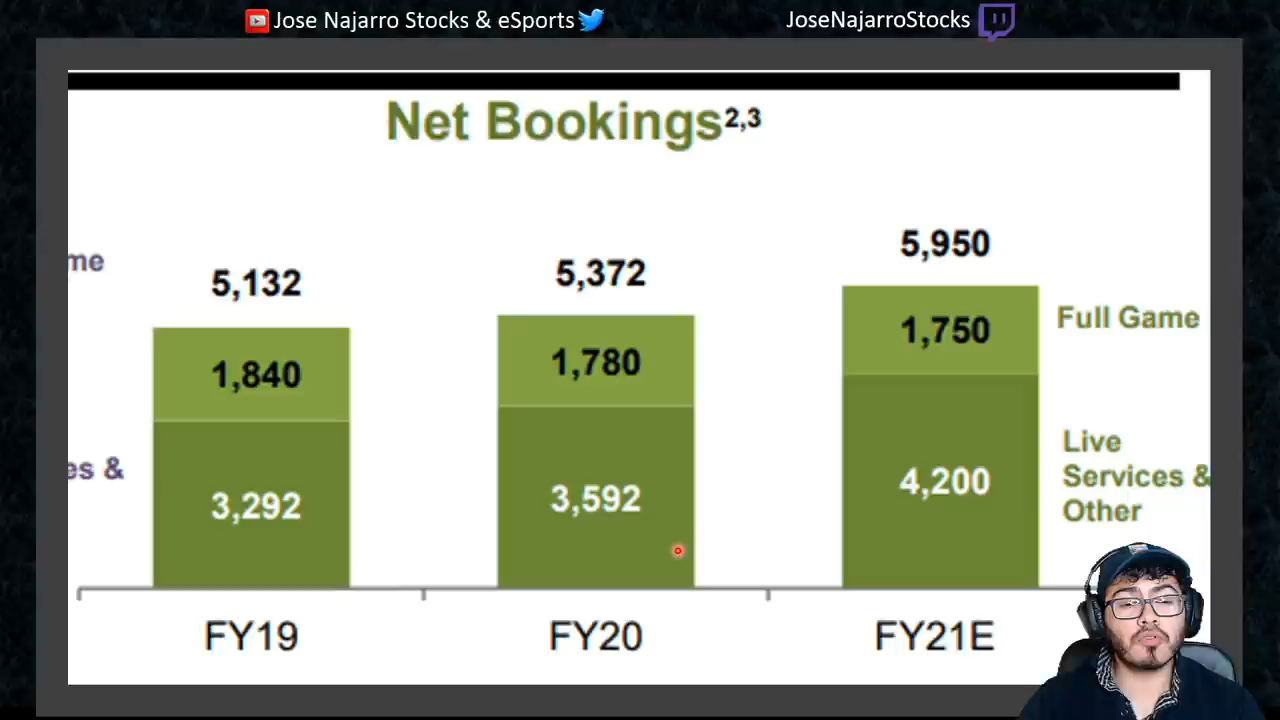 Jose Najarro Stocks & eSports
JoseNajarroStocks
Net Bookings2,3
me
5,132
5,372
5,950
1,840
1,780
1,750
Full Game
es &
3,292
3,592
4,200
Live
Services &
Other
FY19
FY20
FY21E